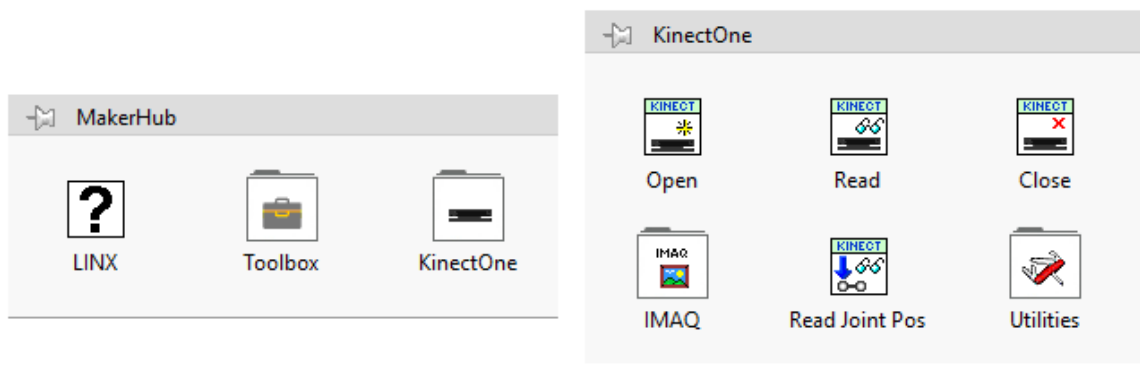 MakerHub
?
LINX
Toolbox
KinectOne
KinectOne
KINECT
Open
KINECT
Read
KINECT
Close
IMAQ
IMAQ
KINECT
Read Joint Pos
Utilities